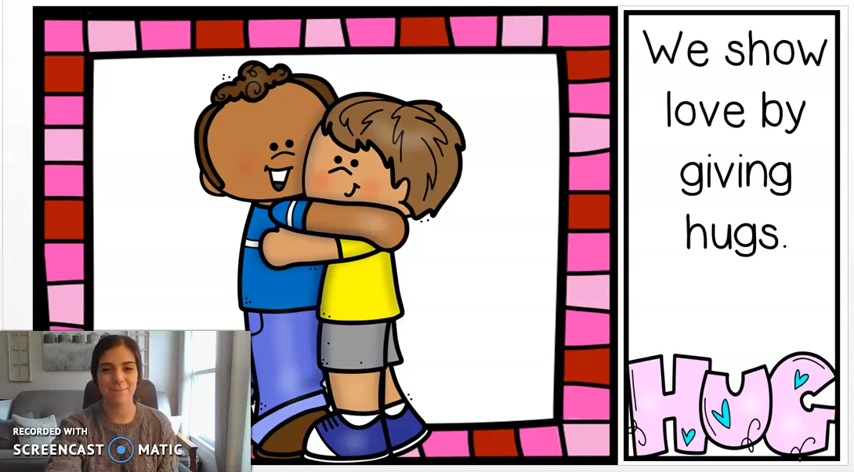 We show
love by
giving
hugs.
HUG
RECORDED WITH
SCREENCAST MATIC